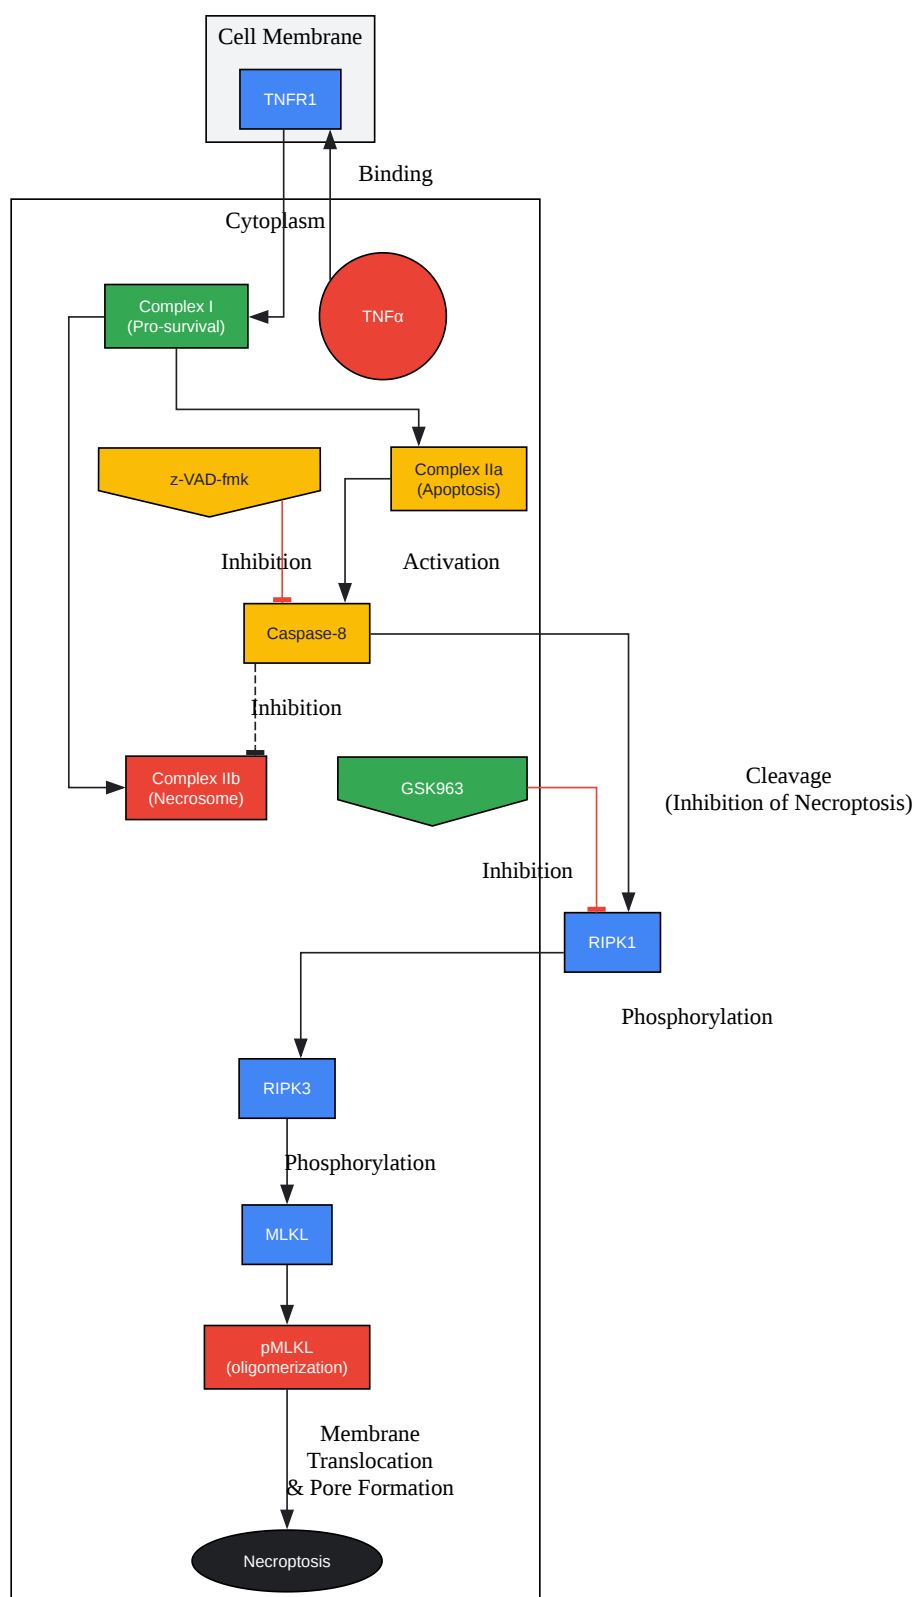 Cell Membrane
TNFR1
Binding
Cytoplasm
Complex I
(Pro-survival)
TNFα
z-VAD-fmk
Complex IIa
(Apoptosis)
Inhibition
Activation
Caspase-8
Inhibition
Complex IIb
(Necrosome)
GSK963
Cleavage
(Inhibition of Necroptosis)
Inhibition
RIPK1
Phosphorylation
RIPK3
Phosphorylation
MLKL
pMLKL
(oligomerization)
Membrane
Translocation
& Pore Formation
Necroptosis